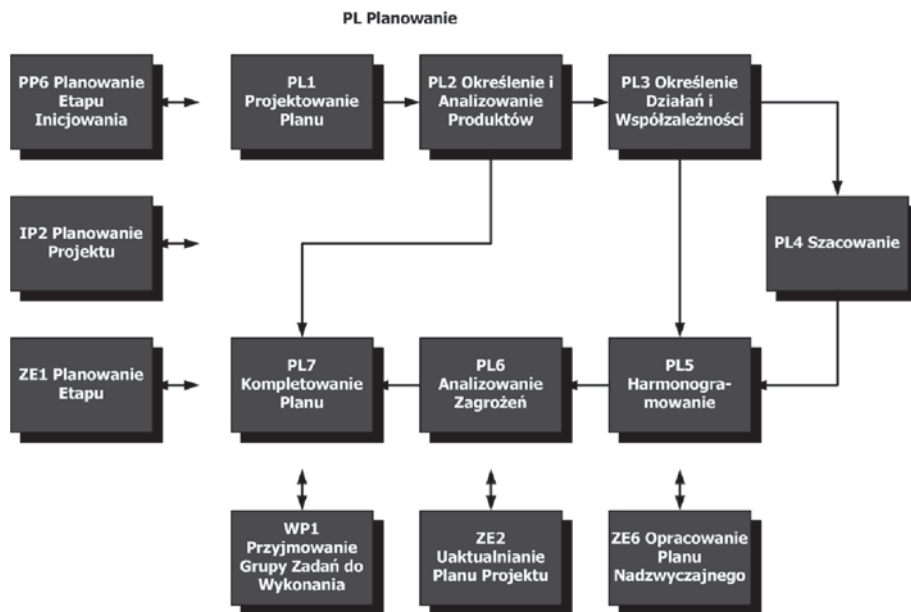 PL Planowanie
PP6 Planowanie
Etapu
Inicjowania
PL1
Projektowanie
Planu
PL2 Określenie i
Analizowanie
Produktów
PL3 Określenie
Działań i
Współzależności
IP2 Planowanie
Projektu
PL4 Szacowanie
ZE1 Planowanie
Etapu
PL7
Kompletowanie
Planu
PL6
Analizowanie
Zagrożeń
PL5
Harmonogra-
mowanie
WP1
Przyjmowanie
Grupy Zadań do
Wykonania
ZE2
Uaktualnianie
Planu Projektu
ZE6 Opracowanie
Planu
Nadzwyczajnego